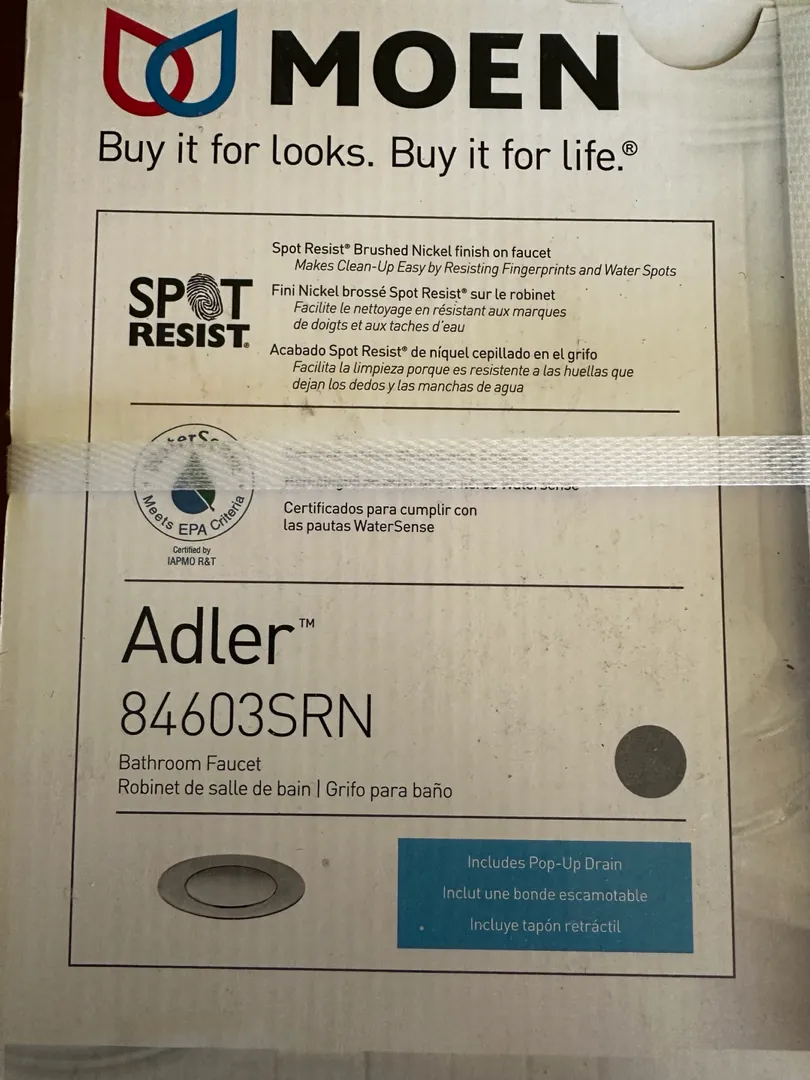 MOEN
Buy it for looks. Buy it for life.®
SPOT
RESIST®
Spot Resist® Brushed Nickel finish on faucet
Makes Clean-Up Easy by Resisting Fingerprints and Water Spots
Fini Nickel brossé Spot Resist® sur le robinet
Facilite le nettoyage en résistant aux marques
de doigts et aux taches d'eau
Acabado Spot Resist® de níquel cepillado en el grifo
Facilita la limpieza porque es resistente a las huellas que
dejan los dedos y las manchas de agua
WaterSense
Meets EPA Criteria
Certified by
IAPMO R&T
WaterSense
Certificados para cumplir con
las pautas WaterSense
Adler™
84603SRN
Bathroom Faucet
Robinet de salle de bain | Grifo para baño
Includes Pop-Up Drain
Inclut une bonde escamotable
Incluye tapón retráctil